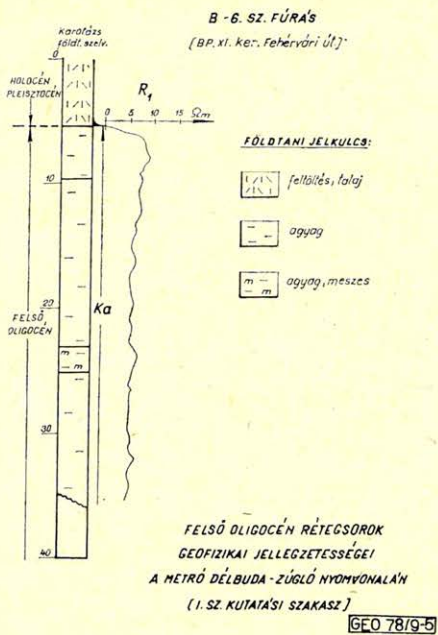 B-6. SZ. FÚRÁS
(BP. XI. Ker. Fehérvári út)
Karotázs
földt. szelv.
0
HOLOCÉN
PLEISZTOCÉN
R1
0 5 10 15 Ωm
FÖLDTANI JELKULCS:
feltöltés, talaj
10
agyag
m
m
agyag, meszes
20
Ka
FELSŐ
OLIGOCÉN
m
m
30
40
FELSŐ OLIGOCÉN RÉTEGSOROK
GEOFIZIKAI JELLEGZETESSÉGEI
A METRÓ DÉLBUDA-ZUGLÓ NYOMVONALÁN
(I. SZ. KUTATÁSI SZAKASZ)
GEO 78/9-5